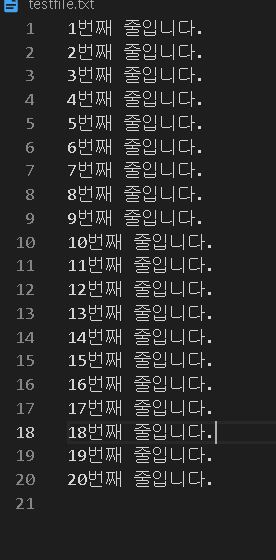 testfile.txt
1 1번째 줄입니다.
2 2번째 줄입니다.
3 3번째 줄입니다.
4 4번째 줄입니다.
5 5번째 줄입니다.
6 6번째 줄입니다.
7 7번째 줄입니다.
8 8번째 줄입니다.
9 9번째 줄입니다.
10 10번째 줄입니다.
11 11번째 줄입니다.
12 12번째 줄입니다.
13 13번째 줄입니다.
14 14번째 줄입니다.
15 15번째 줄입니다.
16 16번째 줄입니다.
17 17번째 줄입니다.
18 18번째 줄입니다.
19 19번째 줄입니다.
20 20번째 줄입니다.
21